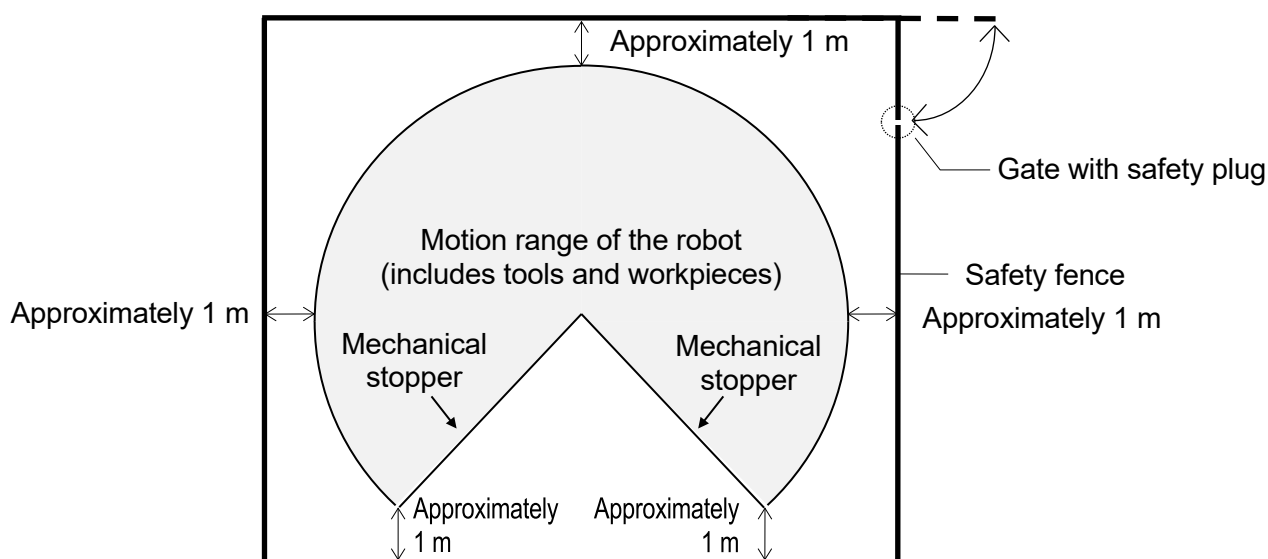 Approximately 1 m
Gate with safety plug
Motion range of the robot
(includes tools and workpieces)
Safety fence
Approximately 1 m
Approximately 1 m
Mechanical
stopper
Mechanical
stopper
Approximately
1 m
Approximately
1 m